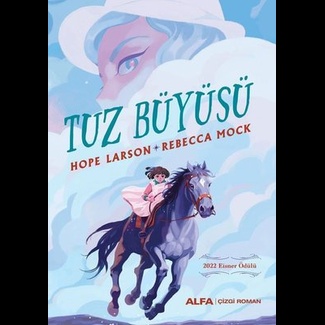 TUZ BÜYÜSÜ
HOPE LARSON + REBECCA MOCK
2022 Eisner Ödülü
ALFA | ÇİZGİ ROMAN